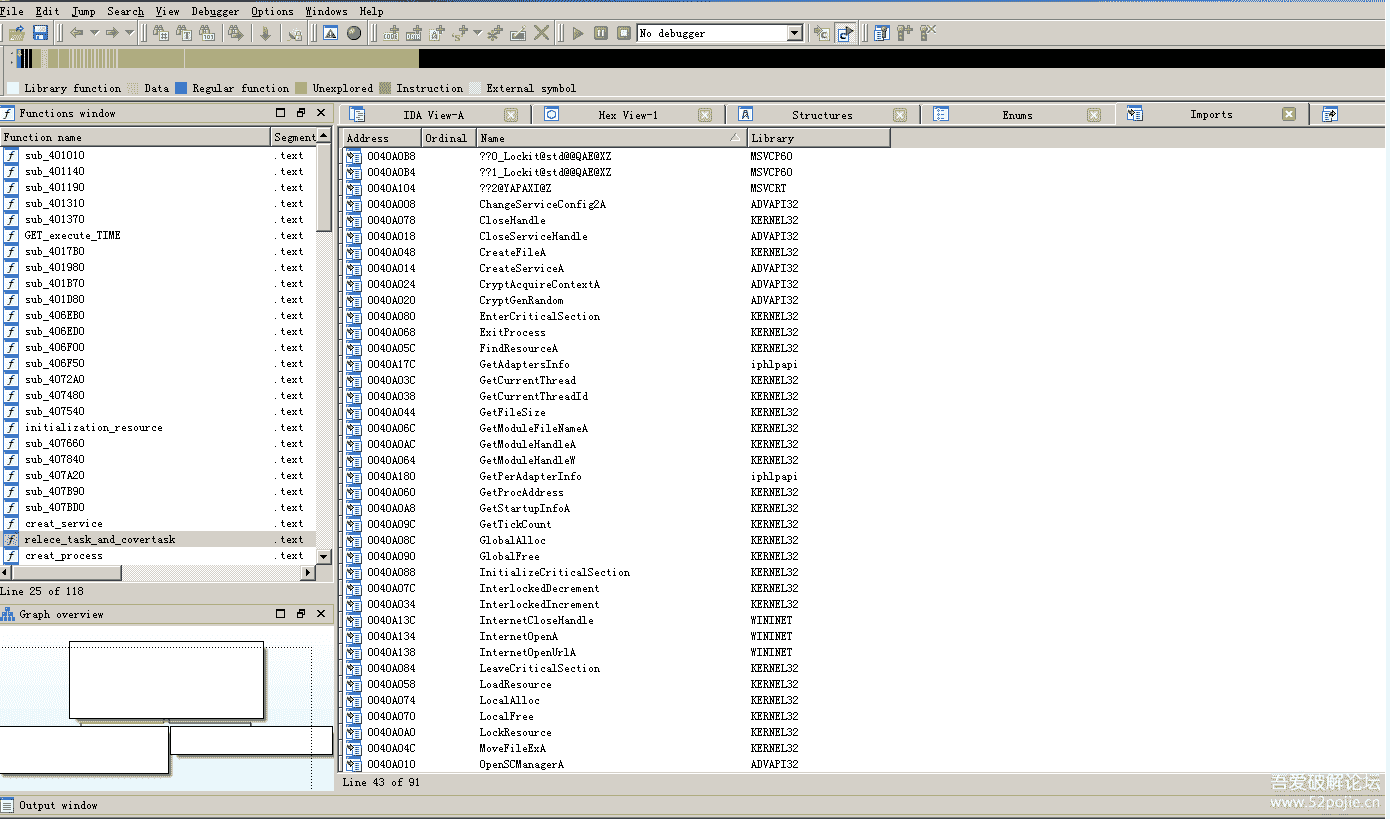 File Edit Jump Search View Debugger Options Windows Help
No debugger
Library function Data Regular function Unexplored Instruction External symbol
Functions window
Function name Segment
sub_401010 .text
sub_401140 .text
sub_401190 .text
sub_401310 .text
sub_401370 .text
GET_execute_TIME .text
sub_4017B0 .text
sub_401980 .text
sub_401B70 .text
sub_401D80 .text
sub_406EB0 .text
sub_406ED0 .text
sub_406F00 .text
sub_406F50 .text
sub_4072A0 .text
sub_407480 .text
sub_407540 .text
initialization_resource .text
sub_407660 .text
sub_407840 .text
sub_407A20 .text
sub_407B90 .text
sub_407BD0 .text
creat_service .text
relece_task_and_covertask .text
creat_process .text
Line 25 of 118
Graph overview
IDA View-A Hex View-1 Structures Enums Imports
Address Ordinal Name Library
0040A0B8 ??0_Lockit@std@@QAE@XZ MSVCP60
0040A0B4 ??1_Lockit@std@@QAE@XZ MSVCP60
0040A104 ??2@YAPAXI@Z MSVCRT
0040A008 ChangeServiceConfig2A ADVAPI32
0040A078 CloseHandle KERNEL32
0040A018 CloseServiceHandle ADVAPI32
0040A048 CreateFileA KERNEL32
0040A014 CreateServiceA ADVAPI32
0040A024 CryptAcquireContextA ADVAPI32
0040A020 CryptGenRandom ADVAPI32
0040A080 EnterCriticalSection KERNEL32
0040A068 ExitProcess KERNEL32
0040A05C FindResourceA KERNEL32
0040A17C GetAdaptersInfo iphlpapi
0040A03C GetCurrentThread KERNEL32
0040A038 GetCurrentThreadId KERNEL32
0040A044 GetFileSize KERNEL32
0040A06C GetModuleFileNameA KERNEL32
0040A0AC GetModuleHandleA KERNEL32
0040A064 GetModuleHandleW KERNEL32
0040A180 GetPerAdapterInfo iphlpapi
0040A060 GetProcAddress KERNEL32
0040A0A8 GetStartupInfoA KERNEL32
0040A09C GetTickCount KERNEL32
0040A08C GlobalAlloc KERNEL32
0040A090 GlobalFree KERNEL32
0040A088 InitializeCriticalSection KERNEL32
0040A07C InterlockedDecrement KERNEL32
0040A034 InterlockedIncrement KERNEL32
0040A13C InternetCloseHandle WININET
0040A134 InternetOpenA WININET
0040A138 InternetOpenUrlA WININET
0040A084 LeaveCriticalSection KERNEL32
0040A058 LoadResource KERNEL32
0040A074 LocalAlloc KERNEL32
0040A070 LocalFree KERNEL32
0040A0A0 LockResource KERNEL32
0040A04C MoveFileExA KERNEL32
0040A010 OpenSCManagerA ADVAPI32
Line 43 of 91
Output window
吾爱破解论坛
www.52pojie.cn